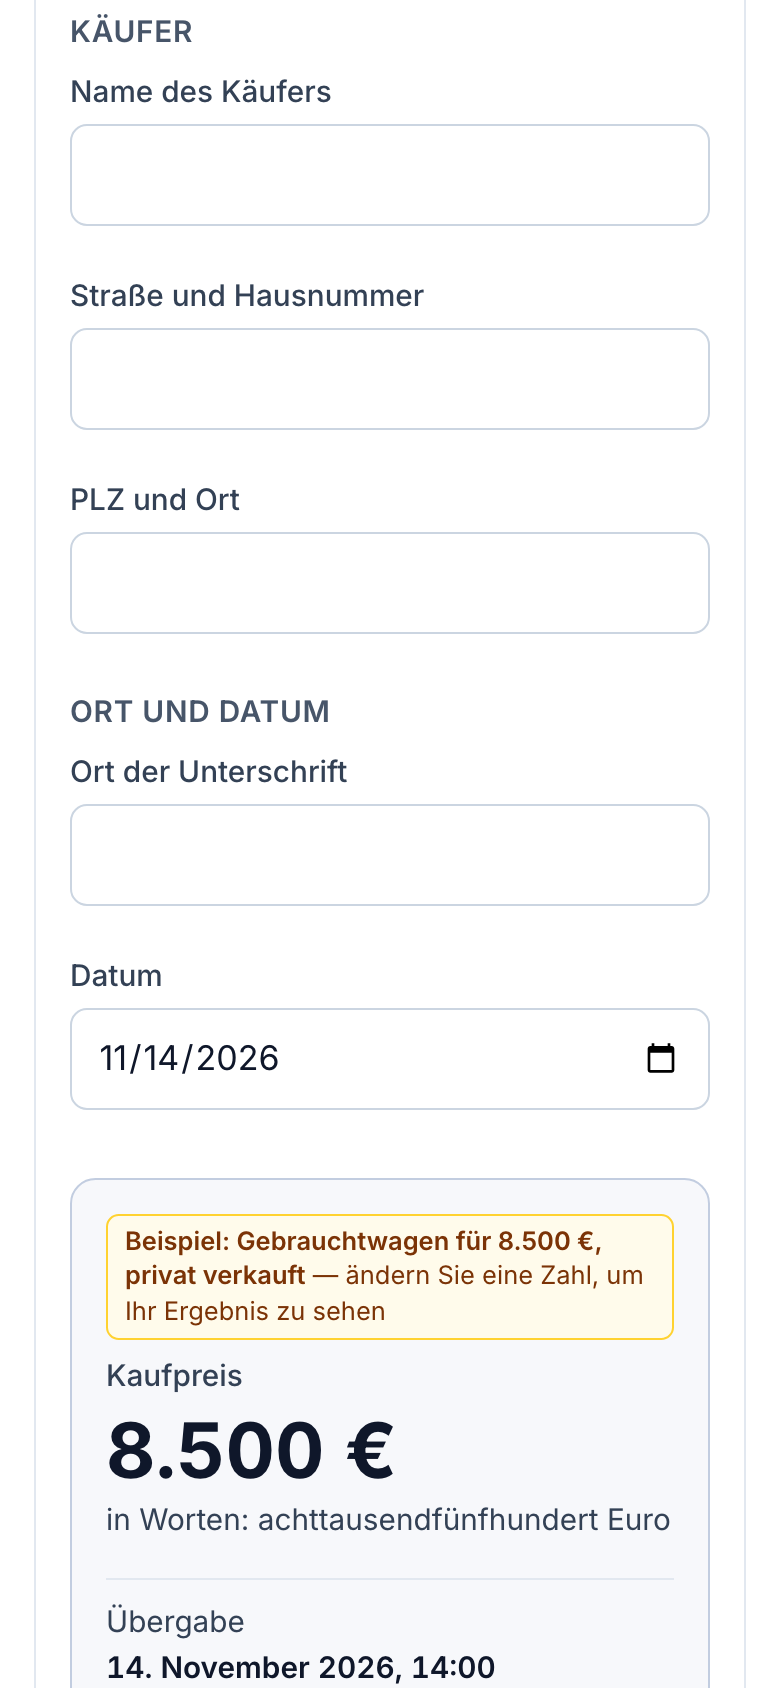 KÄUFER
Name des Käufers
Straße und Hausnummer
PLZ und Ort
ORT UND DATUM
Ort der Unterschrift
Datum
11/14/2026
Beispiel: Gebrauchtwagen für 8.500 €,
privat verkauft — ändern Sie eine Zahl, um
Ihr Ergebnis zu sehen
Kaufpreis
8.500 €
in Worten: achttausendfünfhundert Euro
Übergabe
14. November 2026, 14:00